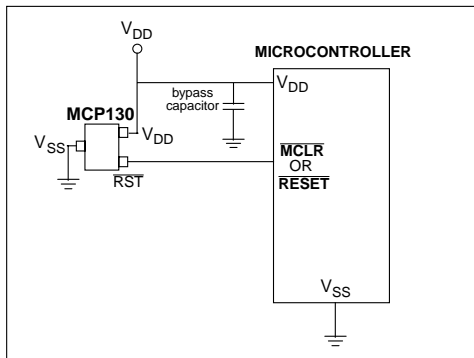 VDD
MICROCONTROLLER
bypass
capacitor
VDD
MCP130
VSS
VDD
RST
MCLR
OR
RESET
VSS